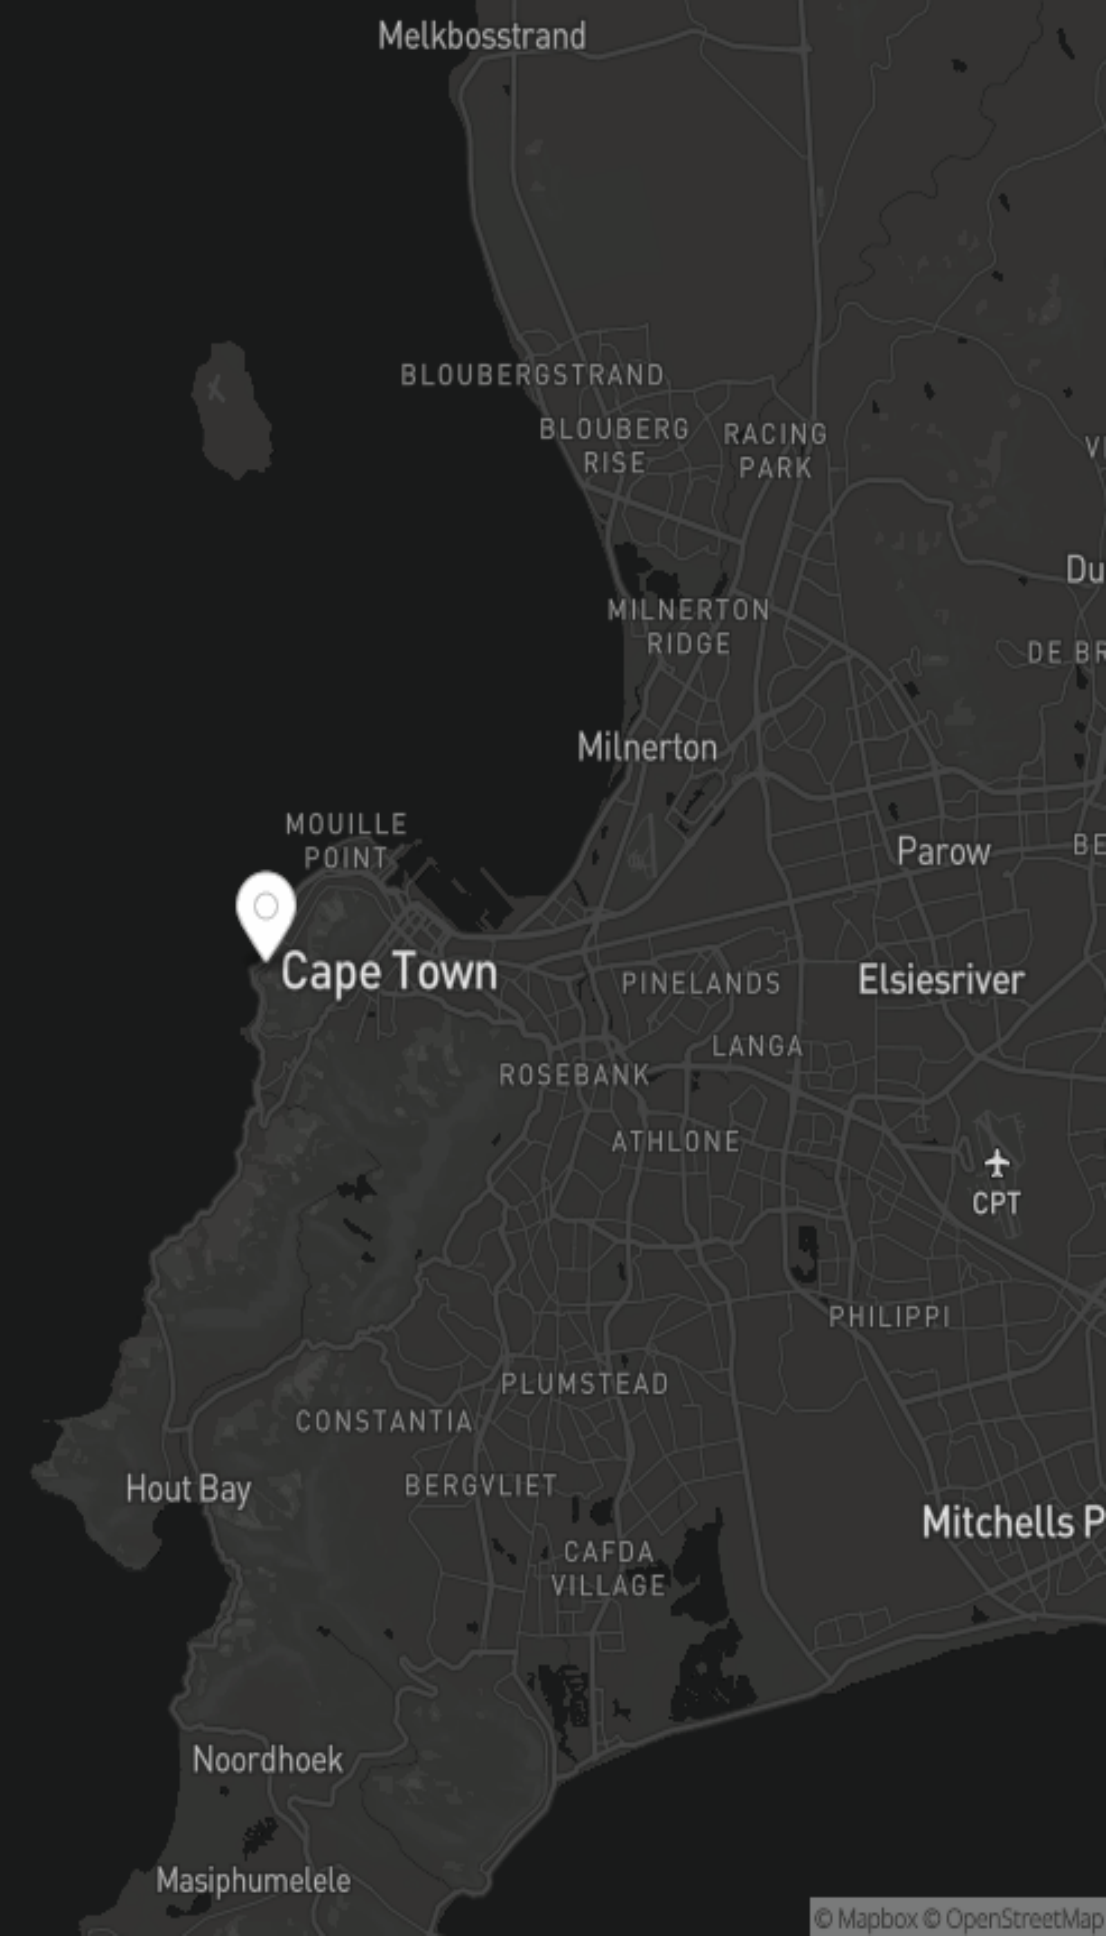 Melkbosstrand
BLOUBERGSTRAND
BLOUBERG
RISE
RACING
PARK
Du
MILNERTON
RIDGE
DE BR
Milnerton
MOUILLE
POINT
Parow
BE
Cape Town
PINELANDS
Elsiesriver
LANGA
ROSEBANK
ATHLONE
CPT
PHILIPPI
PLUMSTEAD
CONSTANTIA
Hout Bay
BERGVLIET
Mitchells P
CAFDA
VILLAGE
Noordhoek
Masiphumelele
© Mapbox © OpenStreetMap